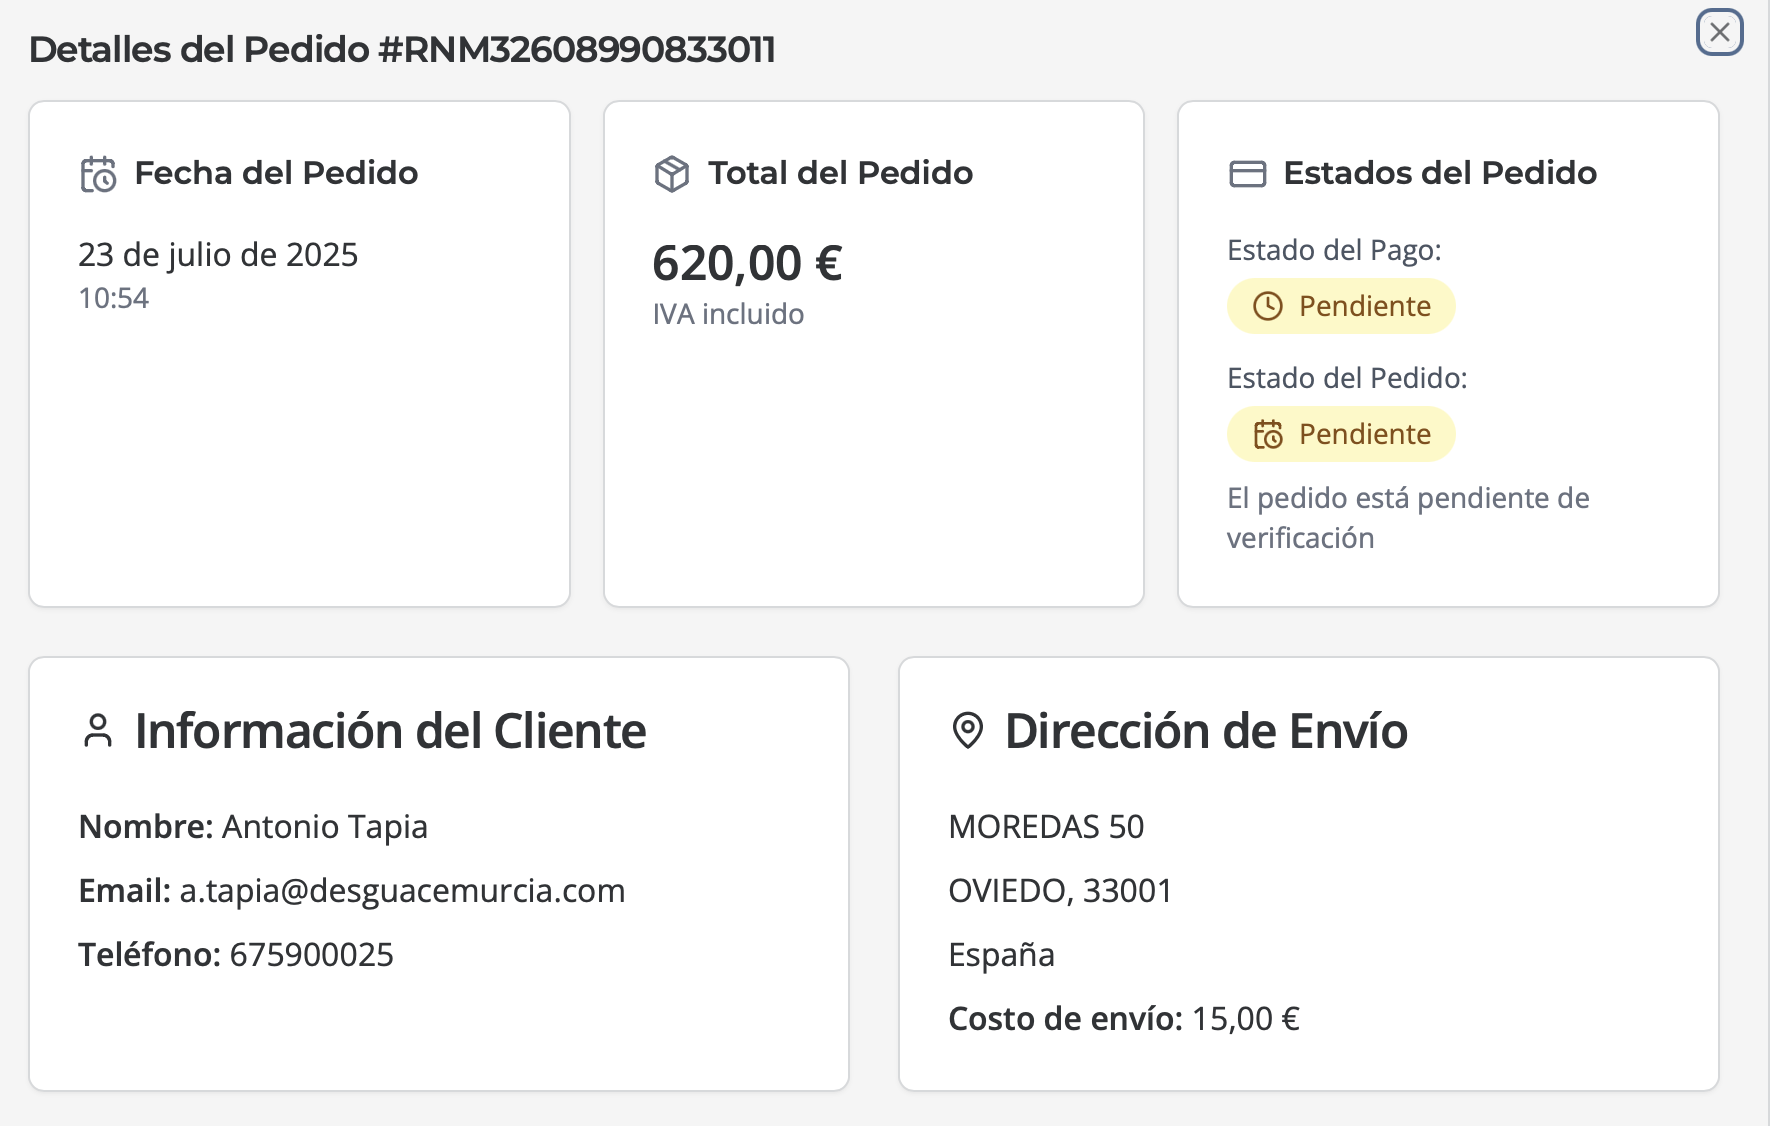 Detalles del Pedido #RNM32608990833011
Fecha del Pedido
23 de julio de 2025
10:54
Total del Pedido
620,00 €
IVA incluido
Estados del Pedido
Estado del Pago:
Pendiente
Estado del Pedido:
Pendiente
El pedido está pendiente de
verificación
Información del Cliente
Nombre: Antonio Tapia
Email: a.tapia@desguacemurcia.com
Teléfono: 675900025
Dirección de Envío
MOREDAS 50
OVIEDO, 33001
España
Costo de envío: 15,00 €